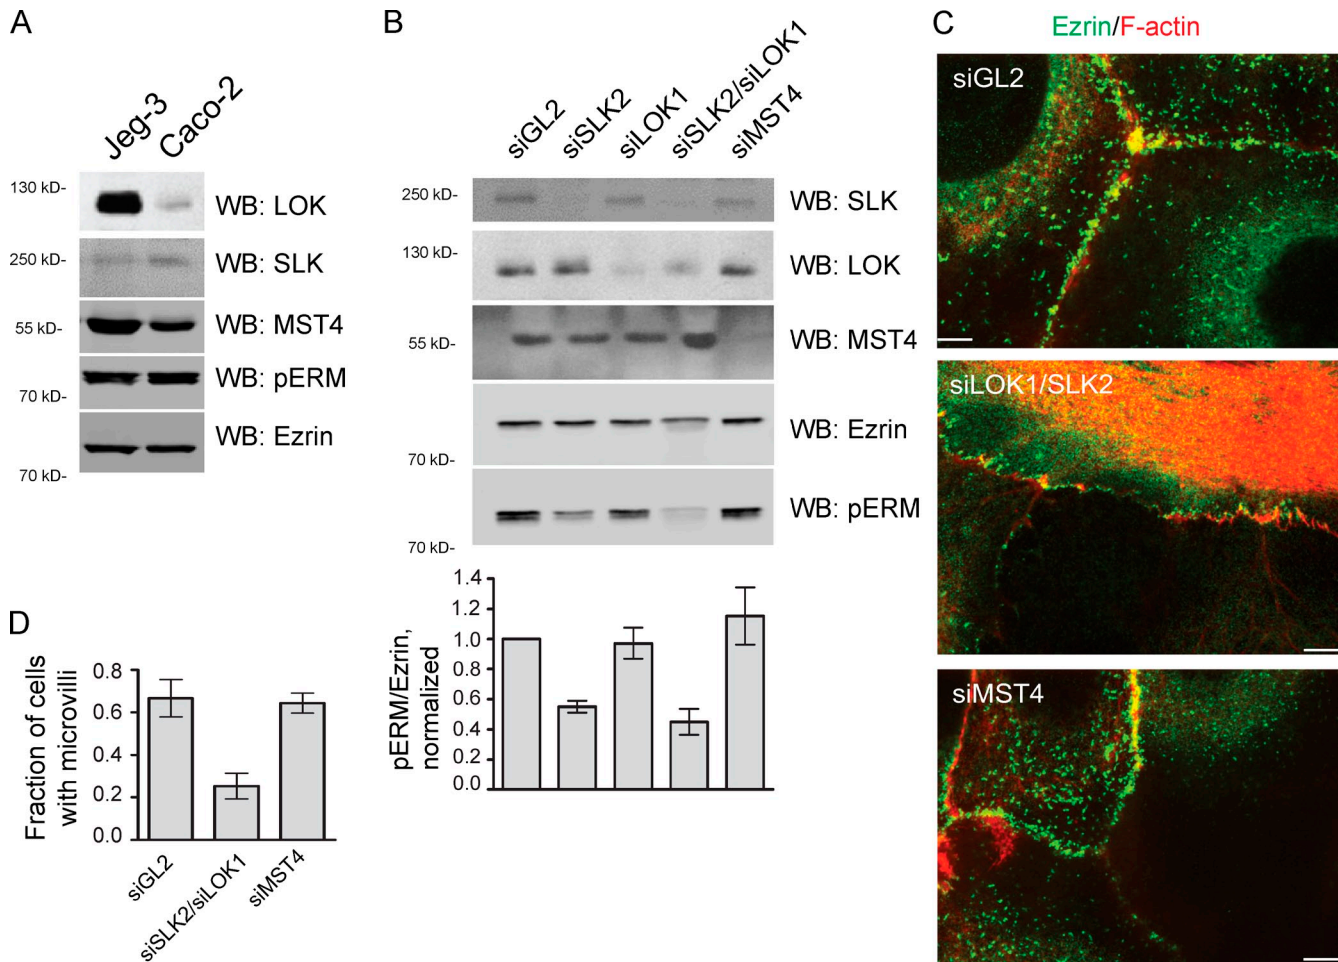 A
Jeg-3
Caco-2
130 kD-
WB: LOK
250 kD-
WB: SLK
55 kD-
WB: MST4
WB: pERM
70 kD-
WB: Ezrin
70 kD-
B
siGL2
siSLK2
siLOK1
siSLK2/siLOK1
siMST4
250 kD-
WB: SLK
130 kD-
WB: LOK
55 kD-
WB: MST4
WB: Ezrin
70 kD-
WB: pERM
70 kD-
pERM/Ezrin,
normalized
1.4
1.2
1.0
0.8
0.6
0.4
0.2
0.0
C
Ezrin/F-actin
siGL2
siLOK1/SLK2
siMST4
D
Fraction of cells
with microvilli
0.8
0.6
0.4
0.2
0.0
siGL2
siSLK2/siLOK1
siMST4